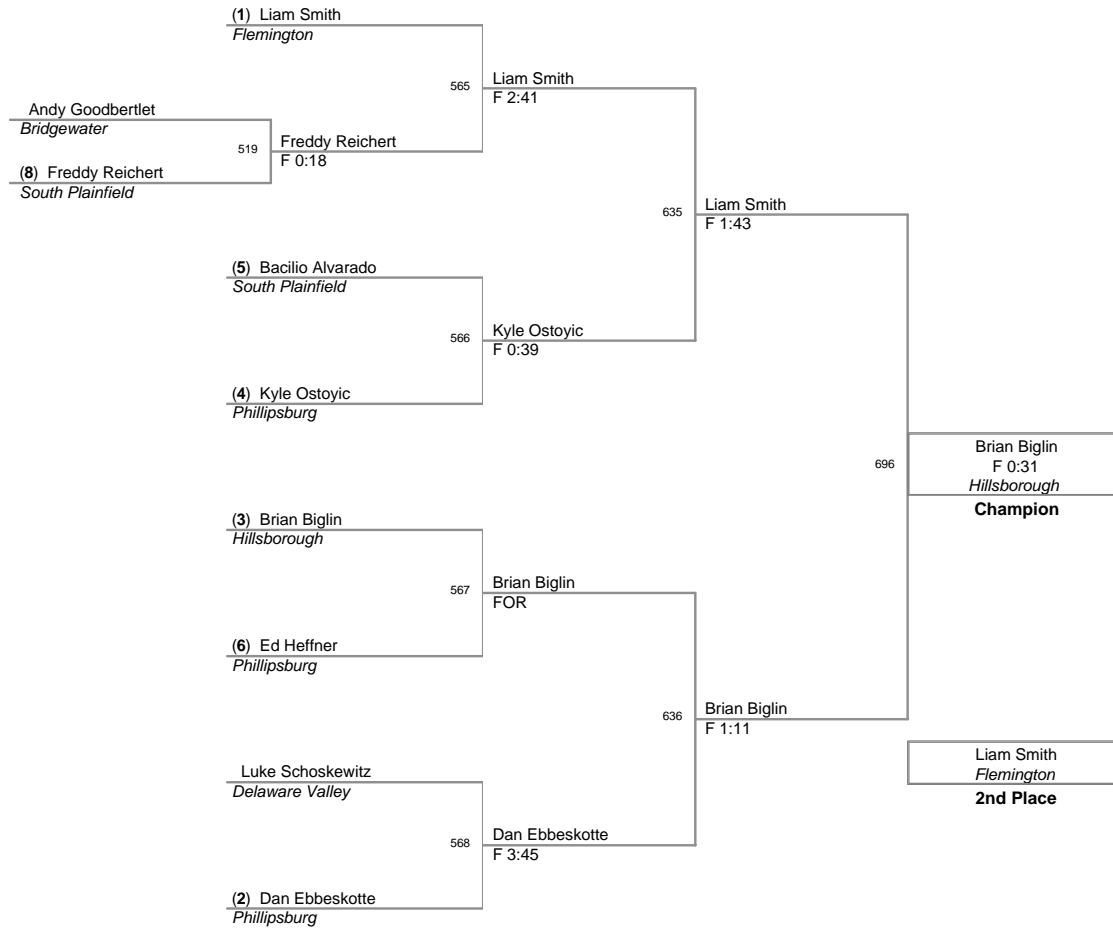 (1) Liam Smith
Flemington
565
Liam Smith
F 2:41
Andy Goodbertlet
Bridgewater
519
Freddy Reichert
F 0:18
(8) Freddy Reichert
South Plainfield
635
Liam Smith
F 1:43
(5) Bacilio Alvarado
South Plainfield
566
Kyle Ostoyic
F 0:39
(4) Kyle Ostoyic
Phillipsburg
696
Brian Biglin
F 0:31
Hillsborough
Champion
(3) Brian Biglin
Hillsborough
567
Brian Biglin
FOR
(6) Ed Heffner
Phillipsburg
636
Brian Biglin
F 1:11
Luke Schoskewitz
Delaware Valley
568
Dan Ebbeskotte
F 3:45
(2) Dan Ebbeskotte
Phillipsburg
Liam Smith
Flemington
2nd Place